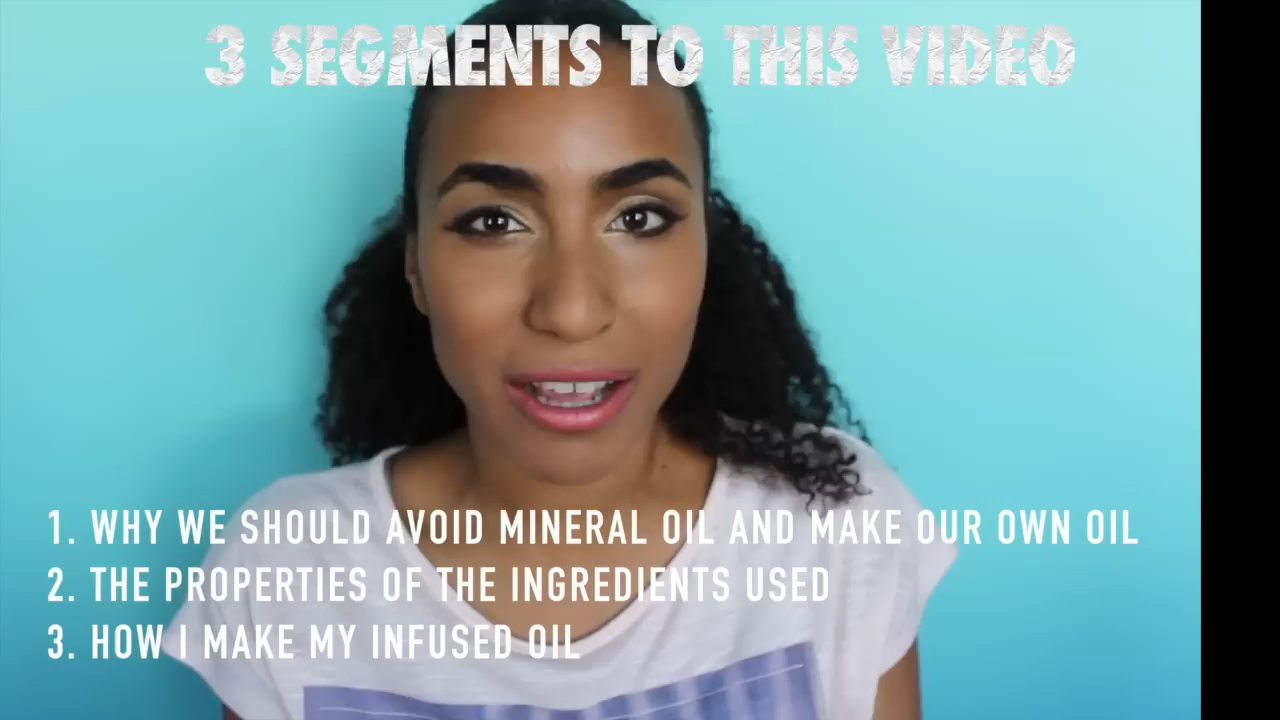 3 SEGMENTS TO THIS VIDEO
1. WHY WE SHOULD AVOID MINERAL OIL AND MAKE OUR OWN OIL
2. THE PROPERTIES OF THE INGREDIENTS USED
3. HOW I MAKE MY INFUSED OIL